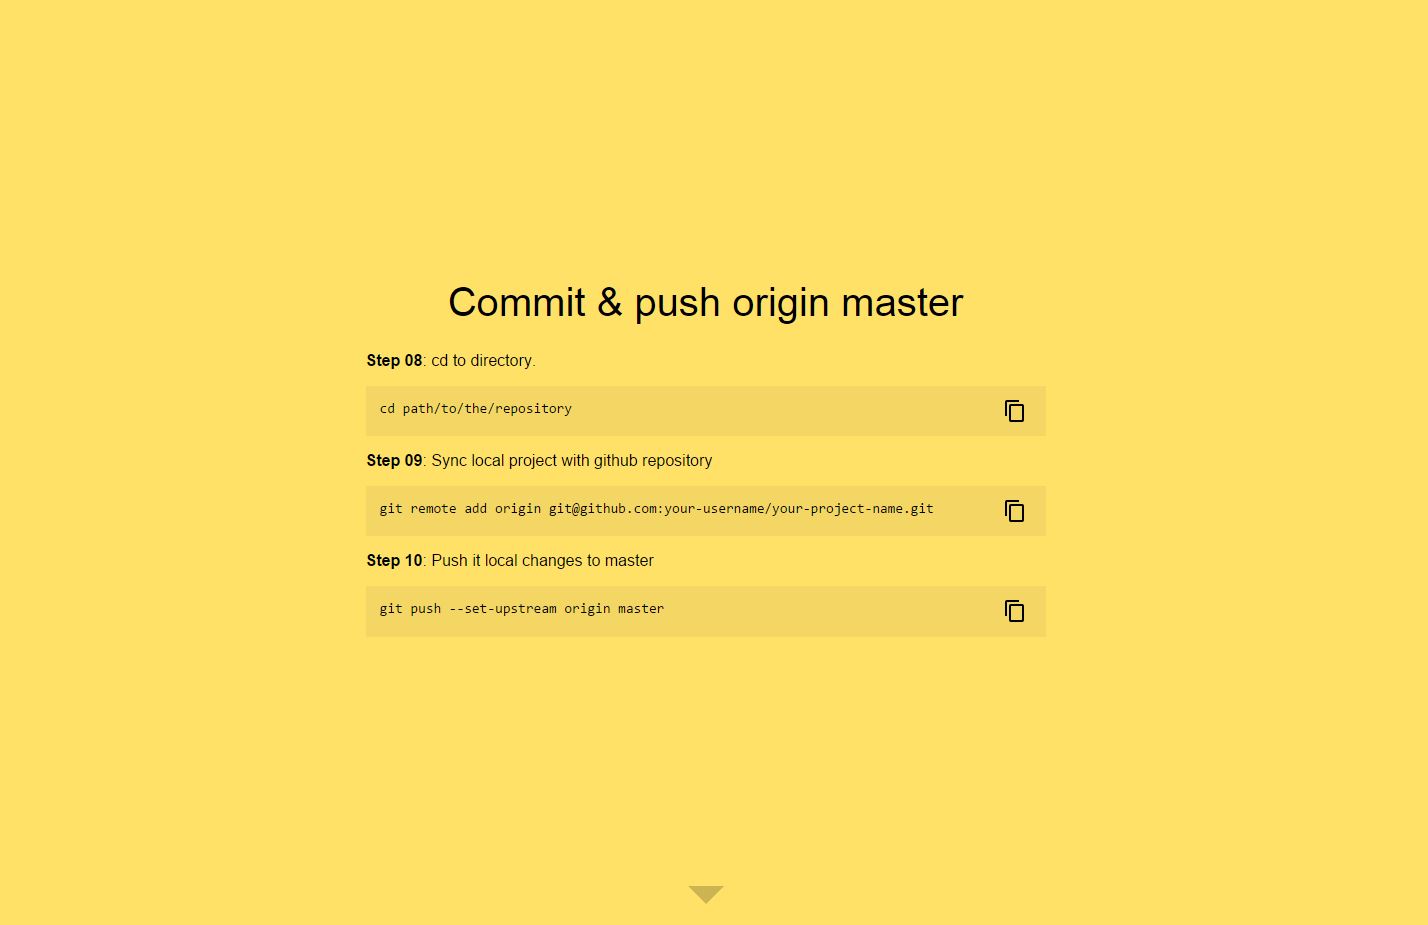 Commit & push origin master
Step 08: cd to directory.
cd path/to/the/repository
Step 09: Sync local project with github repository
git remote add origin git@github.com:your-username/your-project-name.git
Step 10: Push it local changes to master
git push --set-upstream origin master